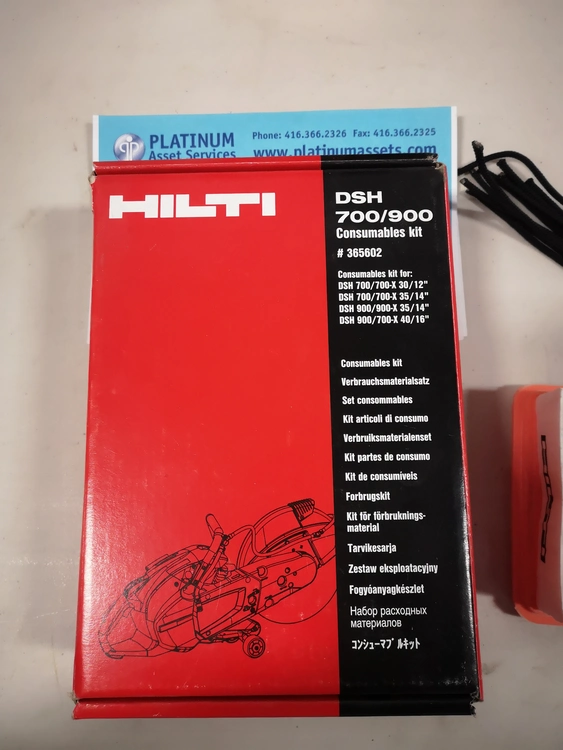 PLATINUM
Asset Services
Phone: 416.366.2326 Fax: 416.366.2325
www.platinumassets.com
HILTI
DSH
700/900
Consumables kit
# 365602
Consumables kit for:
DSH 700/700-X 30/12"
DSH 700/700-X 35/14"
DSH 900/900-X 35/14"
DSH 900/700-X 40/16"
Consumables kit
Verbrauchsmaterialsatz
Set consommables
Kit articoli di consumo
Verbruiksmaterialenset
Kit partes de consumo
Kit de consumíveis
Forbrugskit
Kit för förbruknings-
material
Tarvikesarja
Zestaw eksploatacyjny
Fogyóanyagkészlet
Набор расходных
материалов
コンシューマブルキット